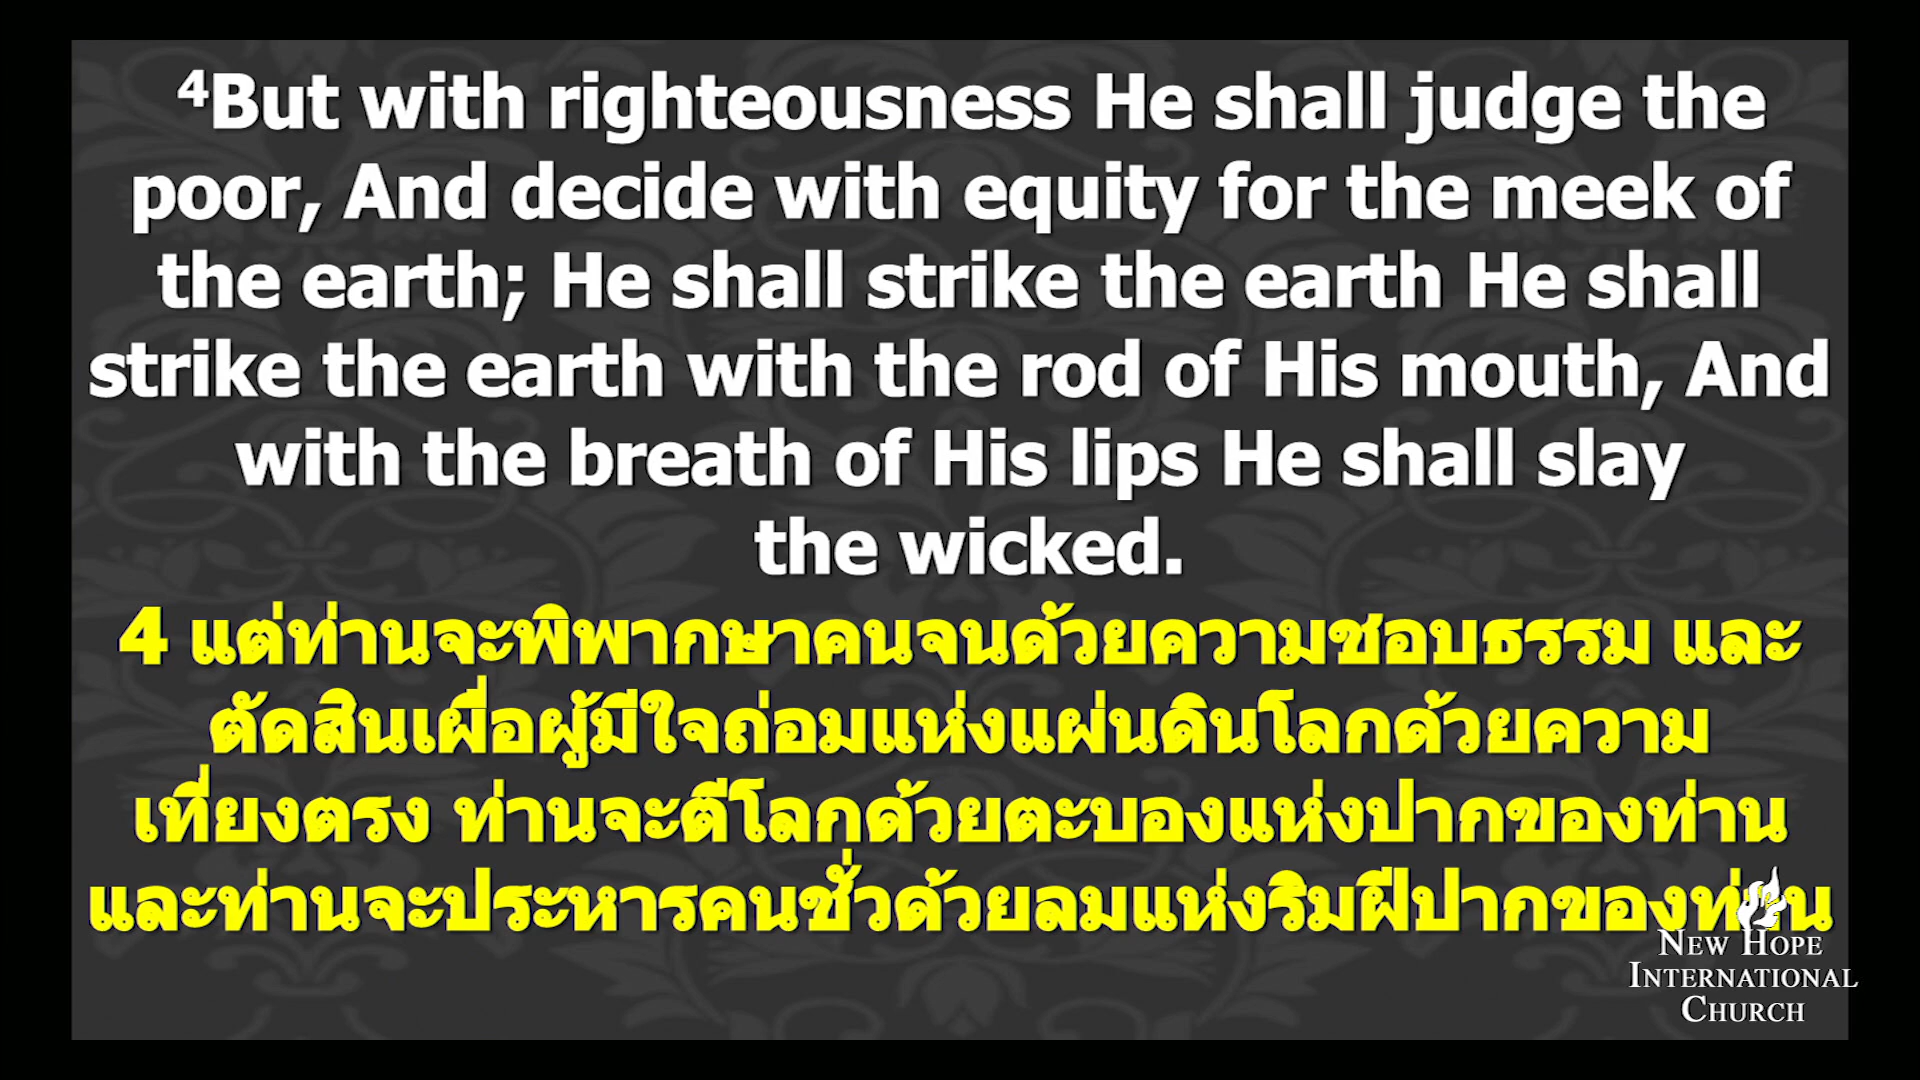 ⁴But with righteousness He shall judge the
poor, And decide with equity for the meek of
the earth; He shall strike the earth He shall
strike the earth with the rod of His mouth, And
with the breath of His lips He shall slay
the wicked.
4 แต่ท่านจะพิพากษาคนจนด้วยความชอบธรรม และ
ตัดสินเผื่อผู้มีใจถ่อมแห่งแผ่นดินโลกด้วยความ
เที่ยงตรง ท่านจะตีโลกด้วยตะบองแห่งปากของท่าน
และท่านจะประหารคนชั่วด้วยลมแห่งริมฝีปากของท่าน
NEW HOPE
INTERNATIONAL
CHURCH